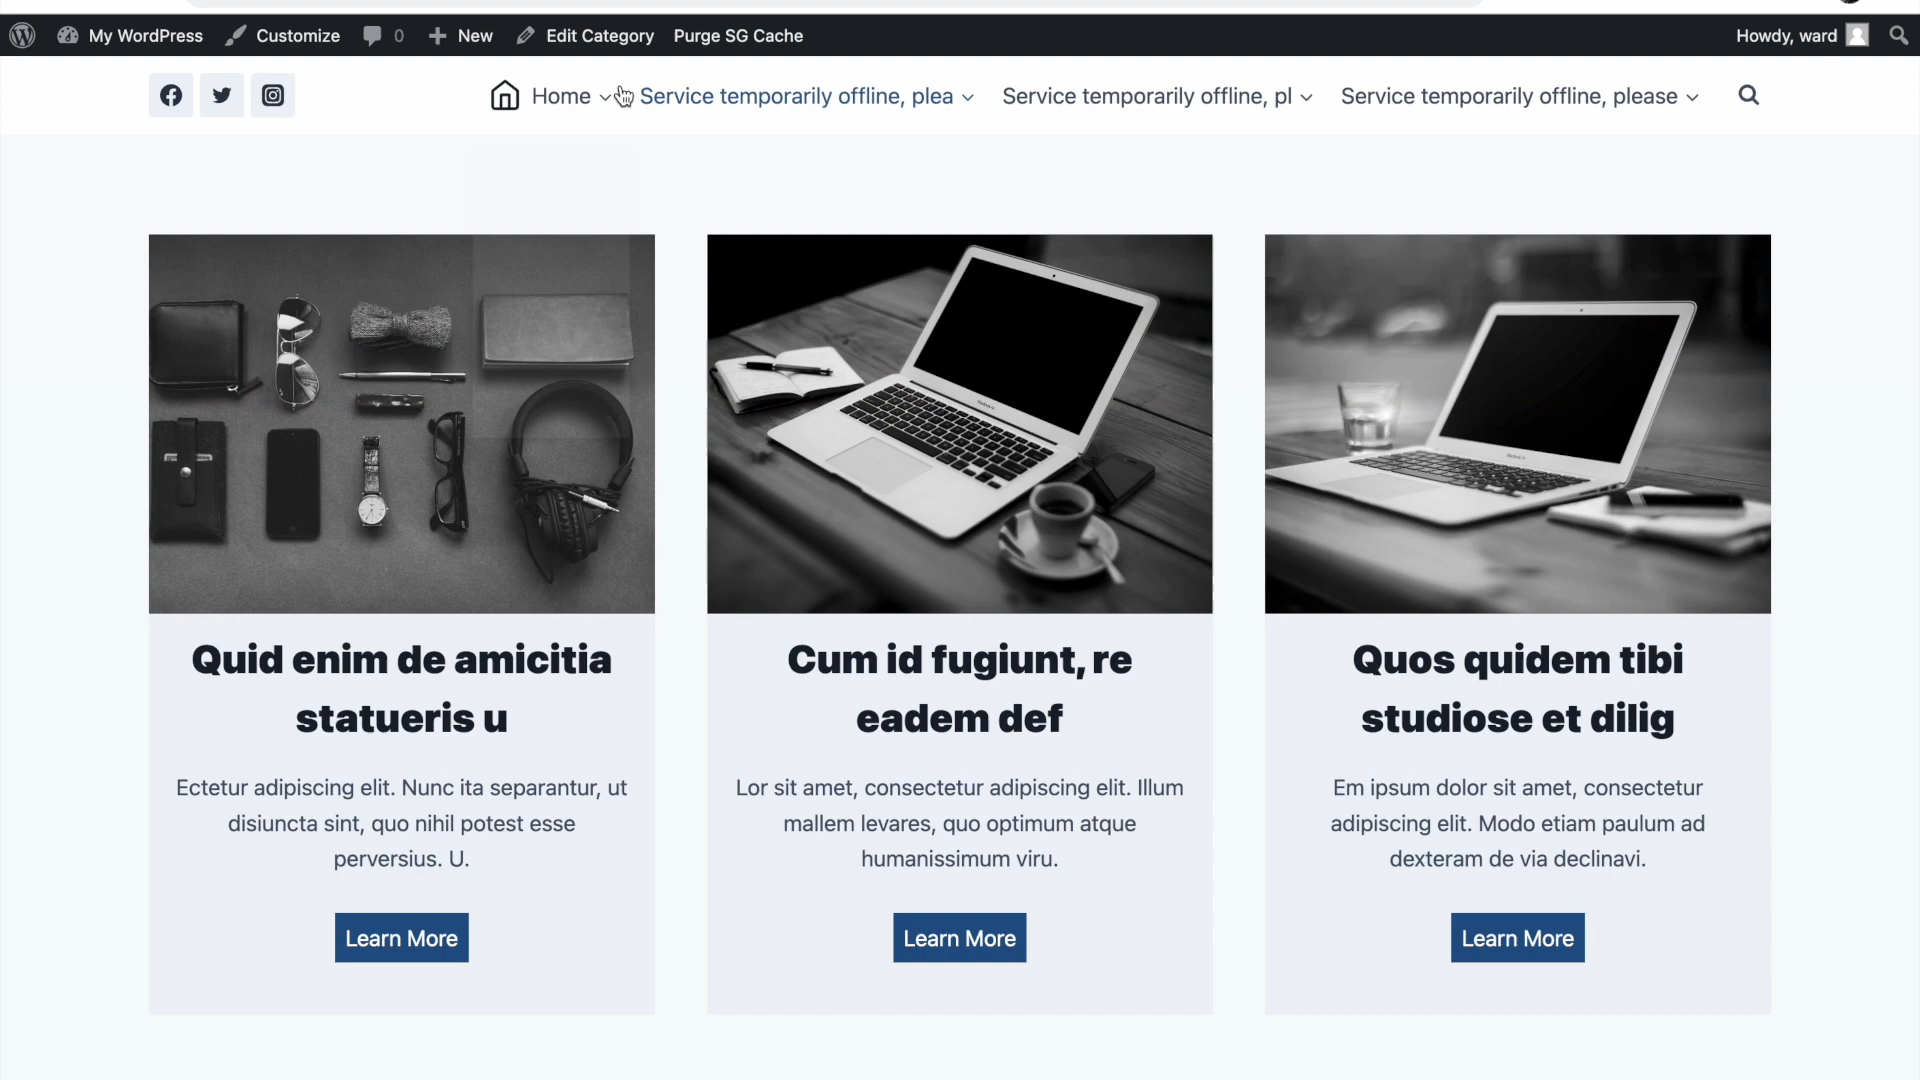 My WordPress Customize 0 New Edit Category Purge SG Cache Howdy, ward
Home Service temporarily offline, plea Service temporarily offline, pl Service temporarily offline, please
Quid enim de amicitia
statueris u
Ectetur adipiscing elit. Nunc ita separantur, ut
disiuncta sint, quo nihil potest esse
perversius. U.
Learn More
Cum id fugiunt, re
eadem def
Lor sit amet, consectetur adipiscing elit. Illum
mallem levares, quo optimum atque
humanissimum viru.
Learn More
Quos quidem tibi
studiose et dilig
Em ipsum dolor sit amet, consectetur
adipiscing elit. Modo etiam paulum ad
dexteram de via declinavi.
Learn More